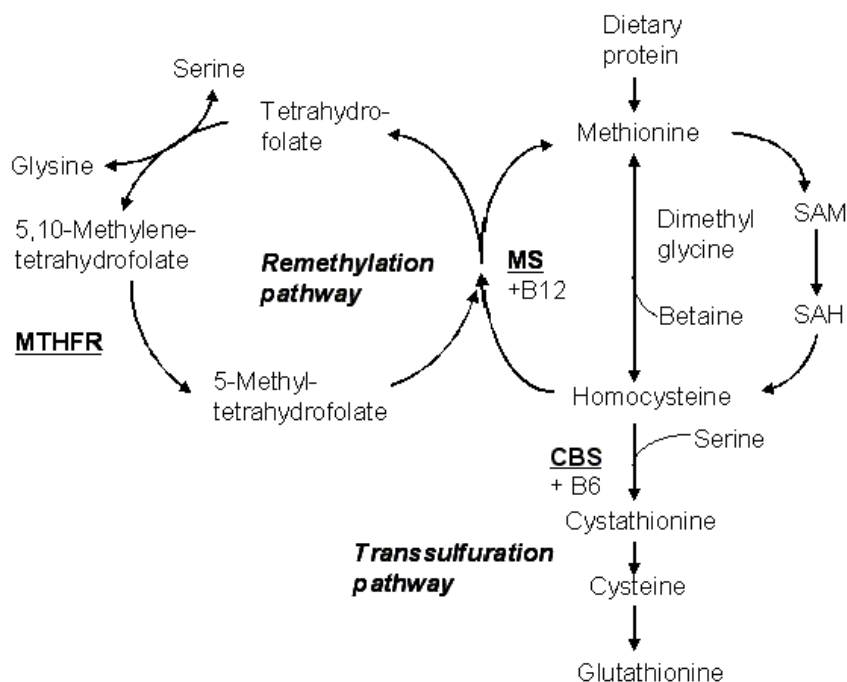 Dietary
protein
Serine
Tetrahydro-
folate
Methionine
Glysine
5,10-Methylene-
tetrahydrofolate
Dimethyl
glycine
SAM
Remethylation
pathway
MS
+B12
Betaine
SAH
MTHFR
5-Methyl-
tetrahydrofolate
Homocysteine
Serine
CBS
+ B6
Cystathionine
Transsulfuration
pathway
Cysteine
Glutathionine